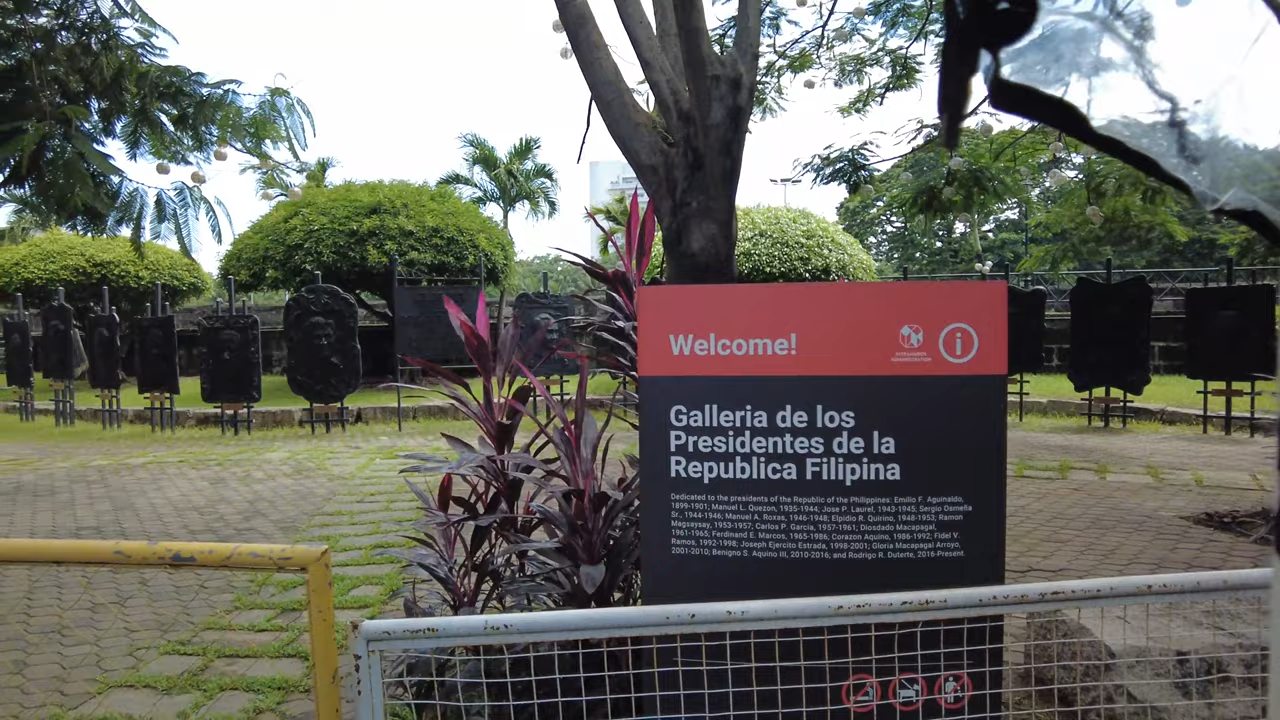 Welcome!
INTRAMUROS
ADMINISTRATION
Galleria de los
Presidentes de la
Republica Filipina
Dedicated to the presidents of the Republic of the Philippines: Emilio F. Aguinaldo,
1899-1901; Manuel L. Quezon, 1935-1944; Jose P. Laurel, 1943-1945; Sergio Osmeña
Sr., 1944-1946; Manuel A. Roxas, 1946-1948; Elpidio R. Quirino, 1948-1953; Ramon
Magsaysay, 1953-1957; Carlos P. Garcia, 1957-1961; Diosdado Macapagal,
1961-1965; Ferdinand E. Marcos, 1965-1986; Corazon Aquino, 1986-1992; Fidel V.
Ramos, 1992-1998; Joseph Ejercito Estrada, 1998-2001; Gloria Macapagal Arroyo,
2001-2010; Benigno S. Aquino III, 2010-2016; and Rodrigo R. Duterte, 2016-Present.